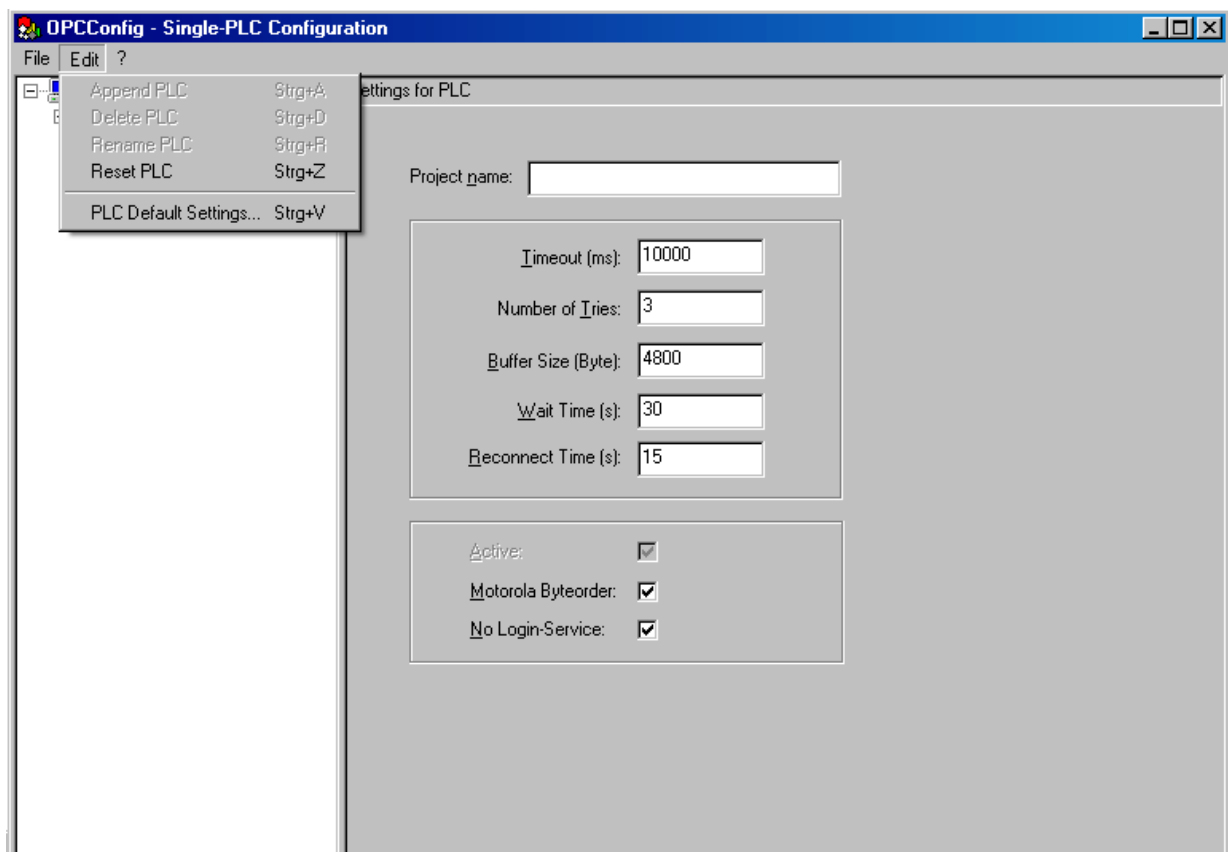 OPCConfig - Single-PLC Configuration
File Edit ?
Append PLC Strg+A
Delete PLC Strg+D
Rename PLC Strg+R
Reset PLC Strg+Z
PLC Default Settings... Strg+V
ettings for PLC
Project name:
Timeout (ms): 10000
Number of Tries: 3
Buffer Size (Byte): 4800
Wait Time (s): 30
Reconnect Time (s): 15
Active:
Motorola Byteorder:
No Login-Service: